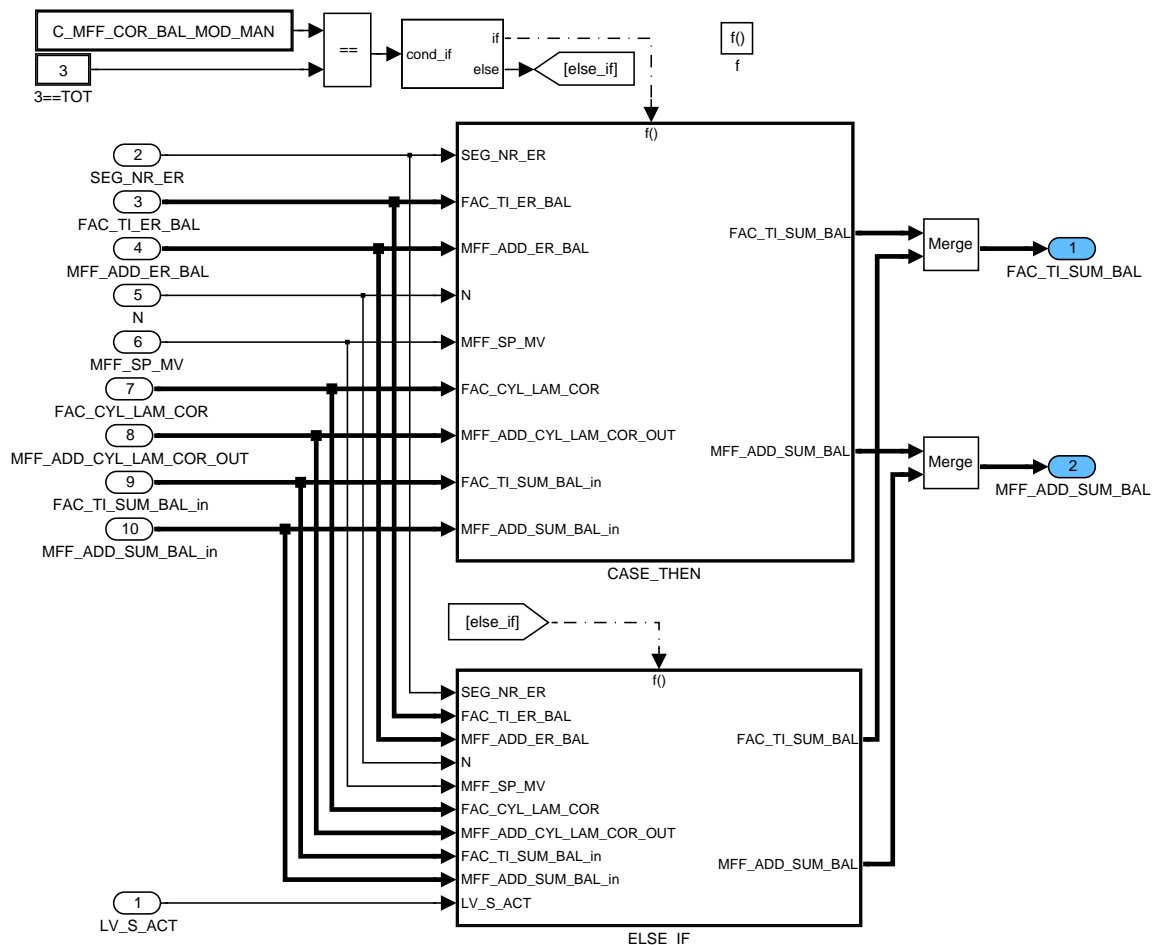 C_MFF_COR_BAL_MOD_MAN
3
3==TOT
==
cond_if
if
else
[else_if]
f()
f
f()
2
SEG_NR_ER
3
FAC_TI_ER_BAL
4
MFF_ADD_ER_BAL
5
N
6
MFF_SP_MV
7
FAC_CYL_LAM_COR
8
MFF_ADD_CYL_LAM_COR_OUT
9
FAC_TI_SUM_BAL_in
10
MFF_ADD_SUM_BAL_in
SEG_NR_ER
FAC_TI_ER_BAL
MFF_ADD_ER_BAL
N
MFF_SP_MV
FAC_CYL_LAM_COR
MFF_ADD_CYL_LAM_COR_OUT
FAC_TI_SUM_BAL_in
MFF_ADD_SUM_BAL_in
FAC_TI_SUM_BAL
MFF_ADD_SUM_BAL
CASE_THEN
Merge
1
FAC_TI_SUM_BAL
Merge
2
MFF_ADD_SUM_BAL
[else_if]
f()
SEG_NR_ER
FAC_TI_ER_BAL
MFF_ADD_ER_BAL
N
MFF_SP_MV
FAC_CYL_LAM_COR
MFF_ADD_CYL_LAM_COR_OUT
FAC_TI_SUM_BAL_in
MFF_ADD_SUM_BAL_in
LV_S_ACT
FAC_TI_SUM_BAL
MFF_ADD_SUM_BAL
1
LV_S_ACT
ELSE_IF